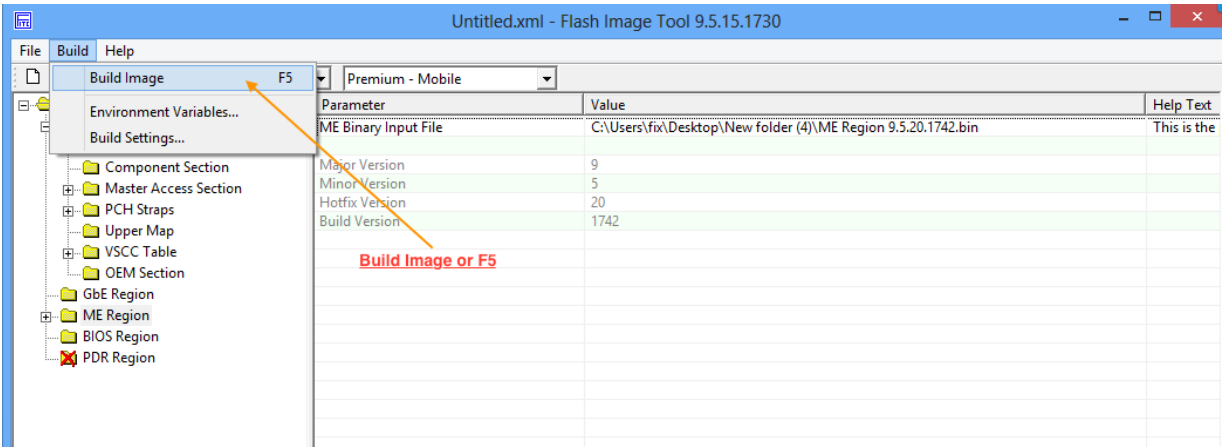 Untitled.xml - Flash Image Tool 9.5.15.1730
File Build Help
Build Image F5
Premium - Mobile
Environment Variables...
Build Settings...
Parameter Value Help Text
ME Binary Input File C:\Users\fix\Desktop\New folder (4)\ME Region 9.5.20.1742.bin This is the
Component Section
Major Version 9
Master Access Section
Minor Version 5
PCH Straps
Hotfix Version 20
Upper Map
Build Version 1742
VSCC Table
Build Image or F5
OEM Section
GbE Region
ME Region
BIOS Region
PDR Region